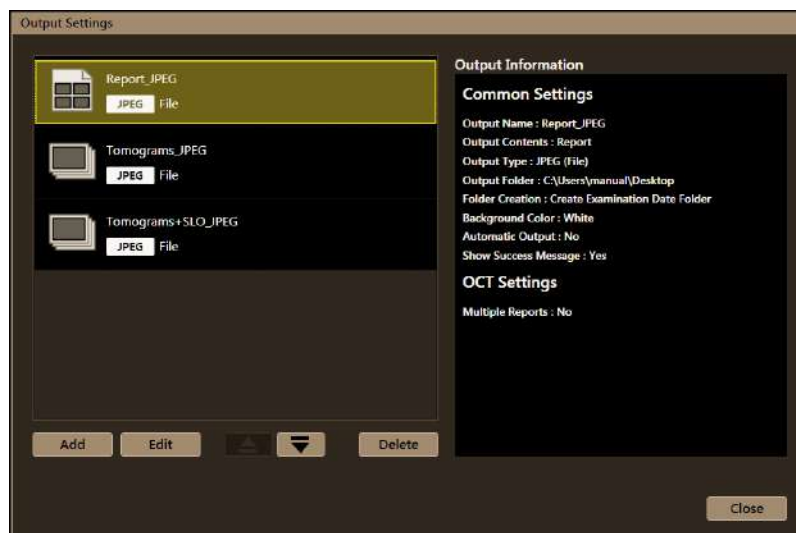 Output Settings
Report_JPEG
JPEG File
Tomograms_JPEG
JPEG File
Tomograms+SLO_JPEG
JPEG File
Add
Edit
Delete
Output Information
Common Settings
Output Name : Report_JPEG
Output Contents : Report
Output Type : JPEG (File)
Output Folder : C:\Users\manual\Desktop
Folder Creation : Create Examination Date Folder
Background Color : White
Automatic Output : No
Show Success Message : Yes
OCT Settings
Multiple Reports : No
Close